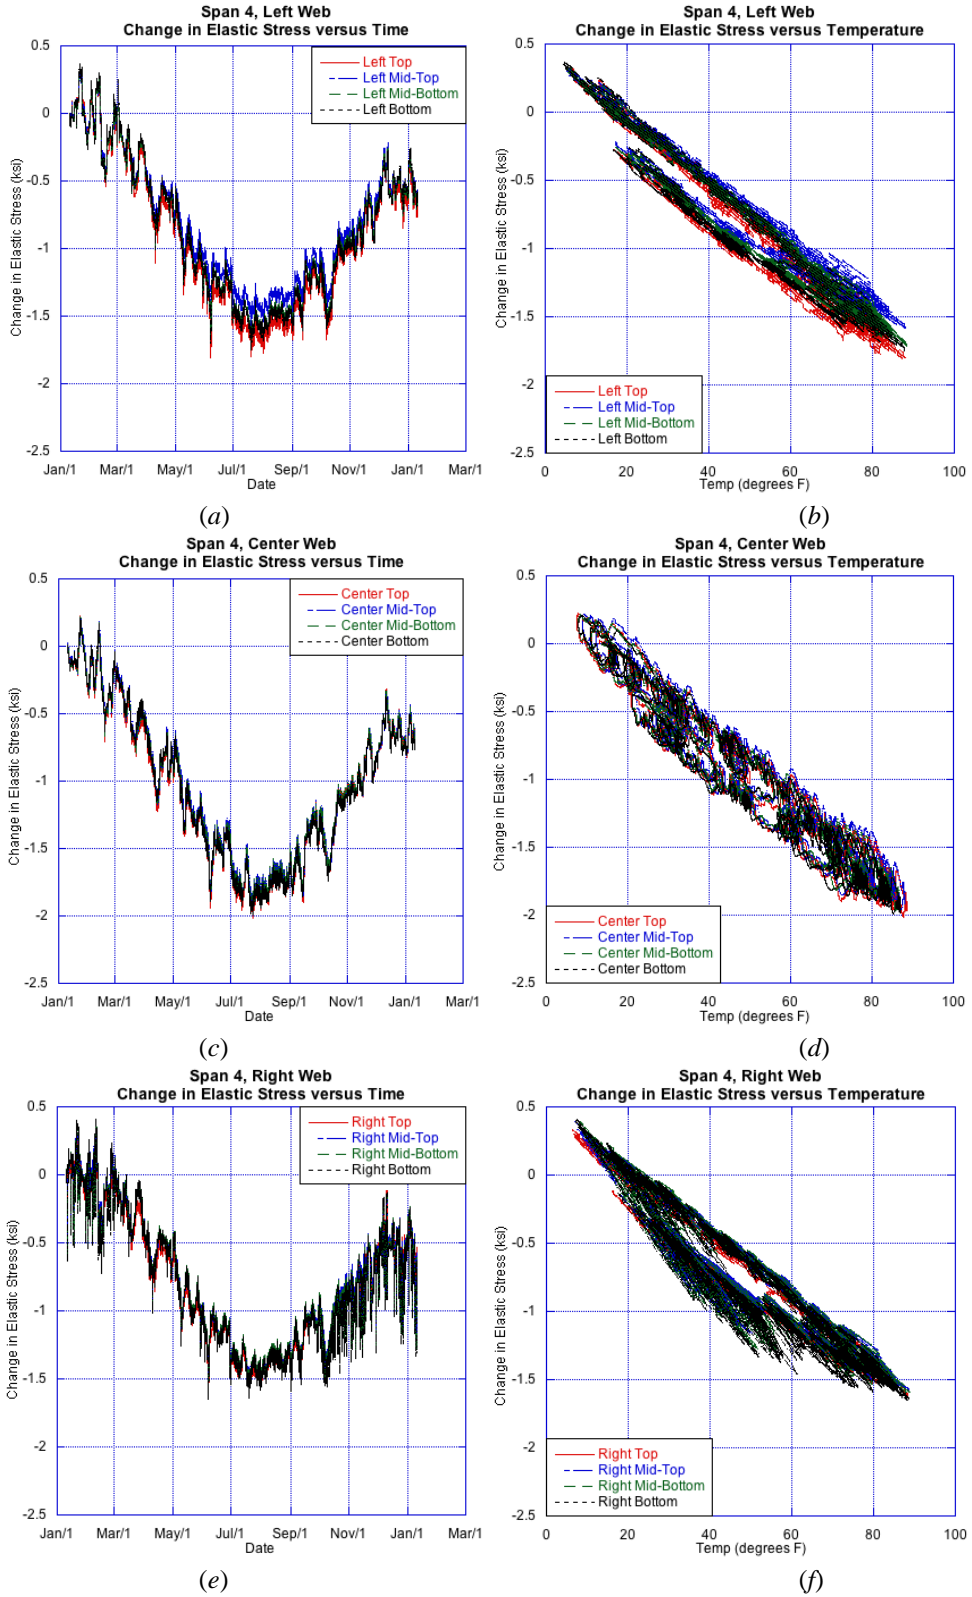 Span 4, Left Web
Change in Elastic Stress versus Time
Change in Elastic Stress (ksi)
0.5
0
-0.5
-1
-1.5
-2
-2.5
Left Top
Left Mid-Top
Left Mid-Bottom
Left Bottom
Jan/1 Mar/1 May/1 Jul/1 Sep/1 Nov/1 Jan/1 Mar/1
Date
(a)
Span 4, Left Web
Change in Elastic Stress versus Temperature
Change in Elastic Stress (ksi)
0.5
0
-0.5
-1
-1.5
-2
-2.5
Left Top
Left Mid-Top
Left Mid-Bottom
Left Bottom
0 20 40 60 80 100
Temp (degrees F)
(b)
Span 4, Center Web
Change in Elastic Stress versus Time
Change in Elastic Stress (ksi)
0.5
0
-0.5
-1
-1.5
-2
-2.5
Center Top
Center Mid-Top
Center Mid-Bottom
Center Bottom
Jan/1 Mar/1 May/1 Jul/1 Sep/1 Nov/1 Jan/1 Mar/1
Date
(c)
Span 4, Center Web
Change in Elastic Stress versus Temperature
Change in Elastic Stress (ksi)
0.5
0
-0.5
-1
-1.5
-2
-2.5
Center Top
Center Mid-Top
Center Mid-Bottom
Center Bottom
0 20 40 60 80 100
Temp (degrees F)
(d)
Span 4, Right Web
Change in Elastic Stress versus Time
Change in Elastic Stress (ksi)
0.5
0
-0.5
-1
-1.5
-2
-2.5
Right Top
Right Mid-Top
Right Mid-Bottom
Right Bottom
Jan/1 Mar/1 May/1 Jul/1 Sep/1 Nov/1 Jan/1 Mar/1
Date
(e)
Span 4, Right Web
Change in Elastic Stress versus Temperature
Change in Elastic Stress (ksi)
0.5
0
-0.5
-1
-1.5
-2
-2.5
Right Top
Right Mid-Top
Right Mid-Bottom
Right Bottom
0 20 40 60 80 100
Temp (degrees F)
(f)